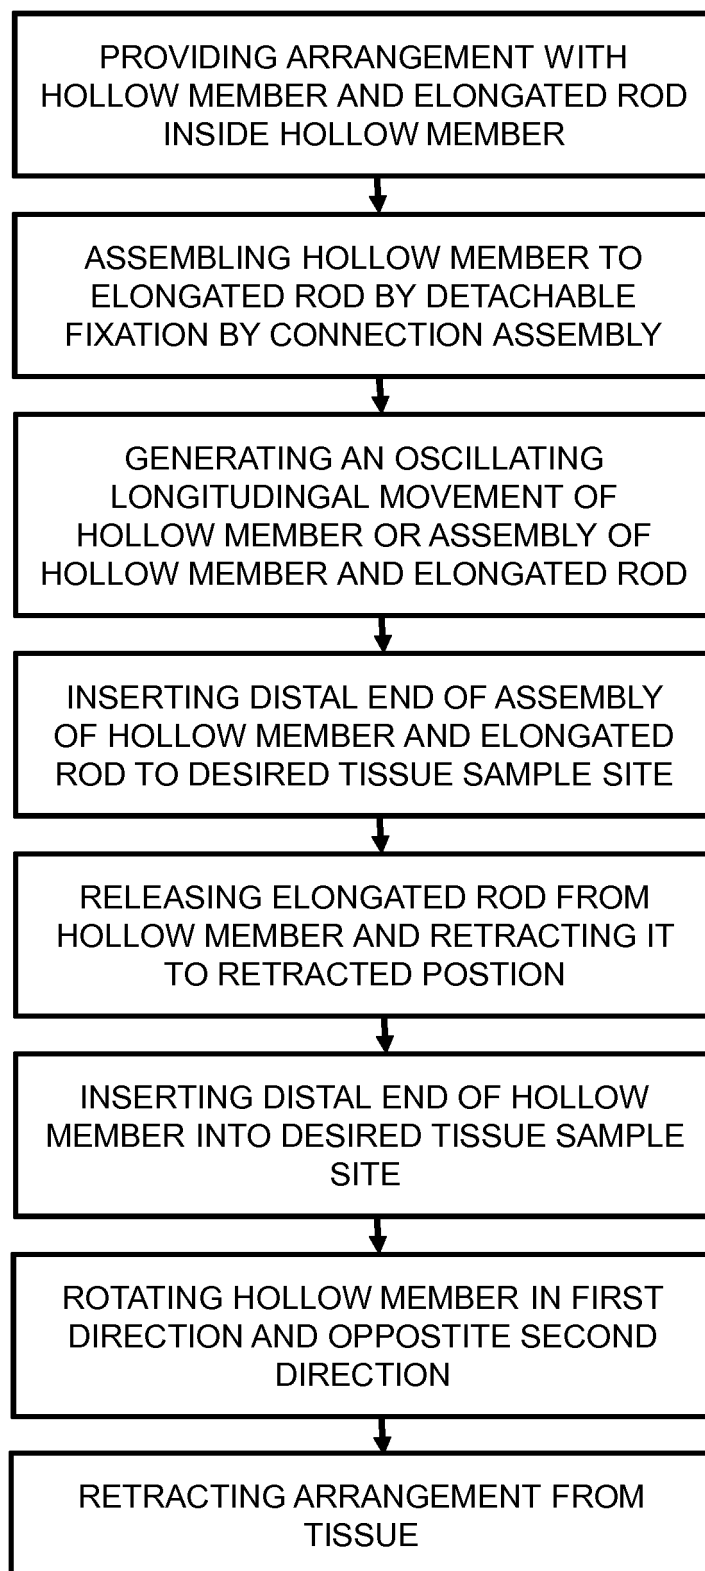 PROVIDING ARRANGEMENT WITH
HOLLOW MEMBER AND ELONGATED ROD
INSIDE HOLLOW MEMBER
ASSEMBLING HOLLOW MEMBER TO
ELONGATED ROD BY DETACHABLE
FIXATION BY CONNECTION ASSEMBLY
GENERATING AN OSCILLATING
LONGITUDINGAL MOVEMENT OF
HOLLOW MEMBER OR ASSEMBLY OF
HOLLOW MEMBER AND ELONGATED ROD
INSERTING DISTAL END OF ASSEMBLY
OF HOLLOW MEMBER AND ELONGATED
ROD TO DESIRED TISSUE SAMPLE SITE
RELEASING ELONGATED ROD FROM
HOLLOW MEMBER AND RETRACTING IT
TO RETRACTED POSTION
INSERTING DISTAL END OF HOLLOW
MEMBER INTO DESIRED TISSUE SAMPLE
SITE
ROTATING HOLLOW MEMBER IN FIRST
DIRECTION AND OPPOSTITE SECOND
DIRECTION
RETRACTING ARRANGEMENT FROM
TISSUE